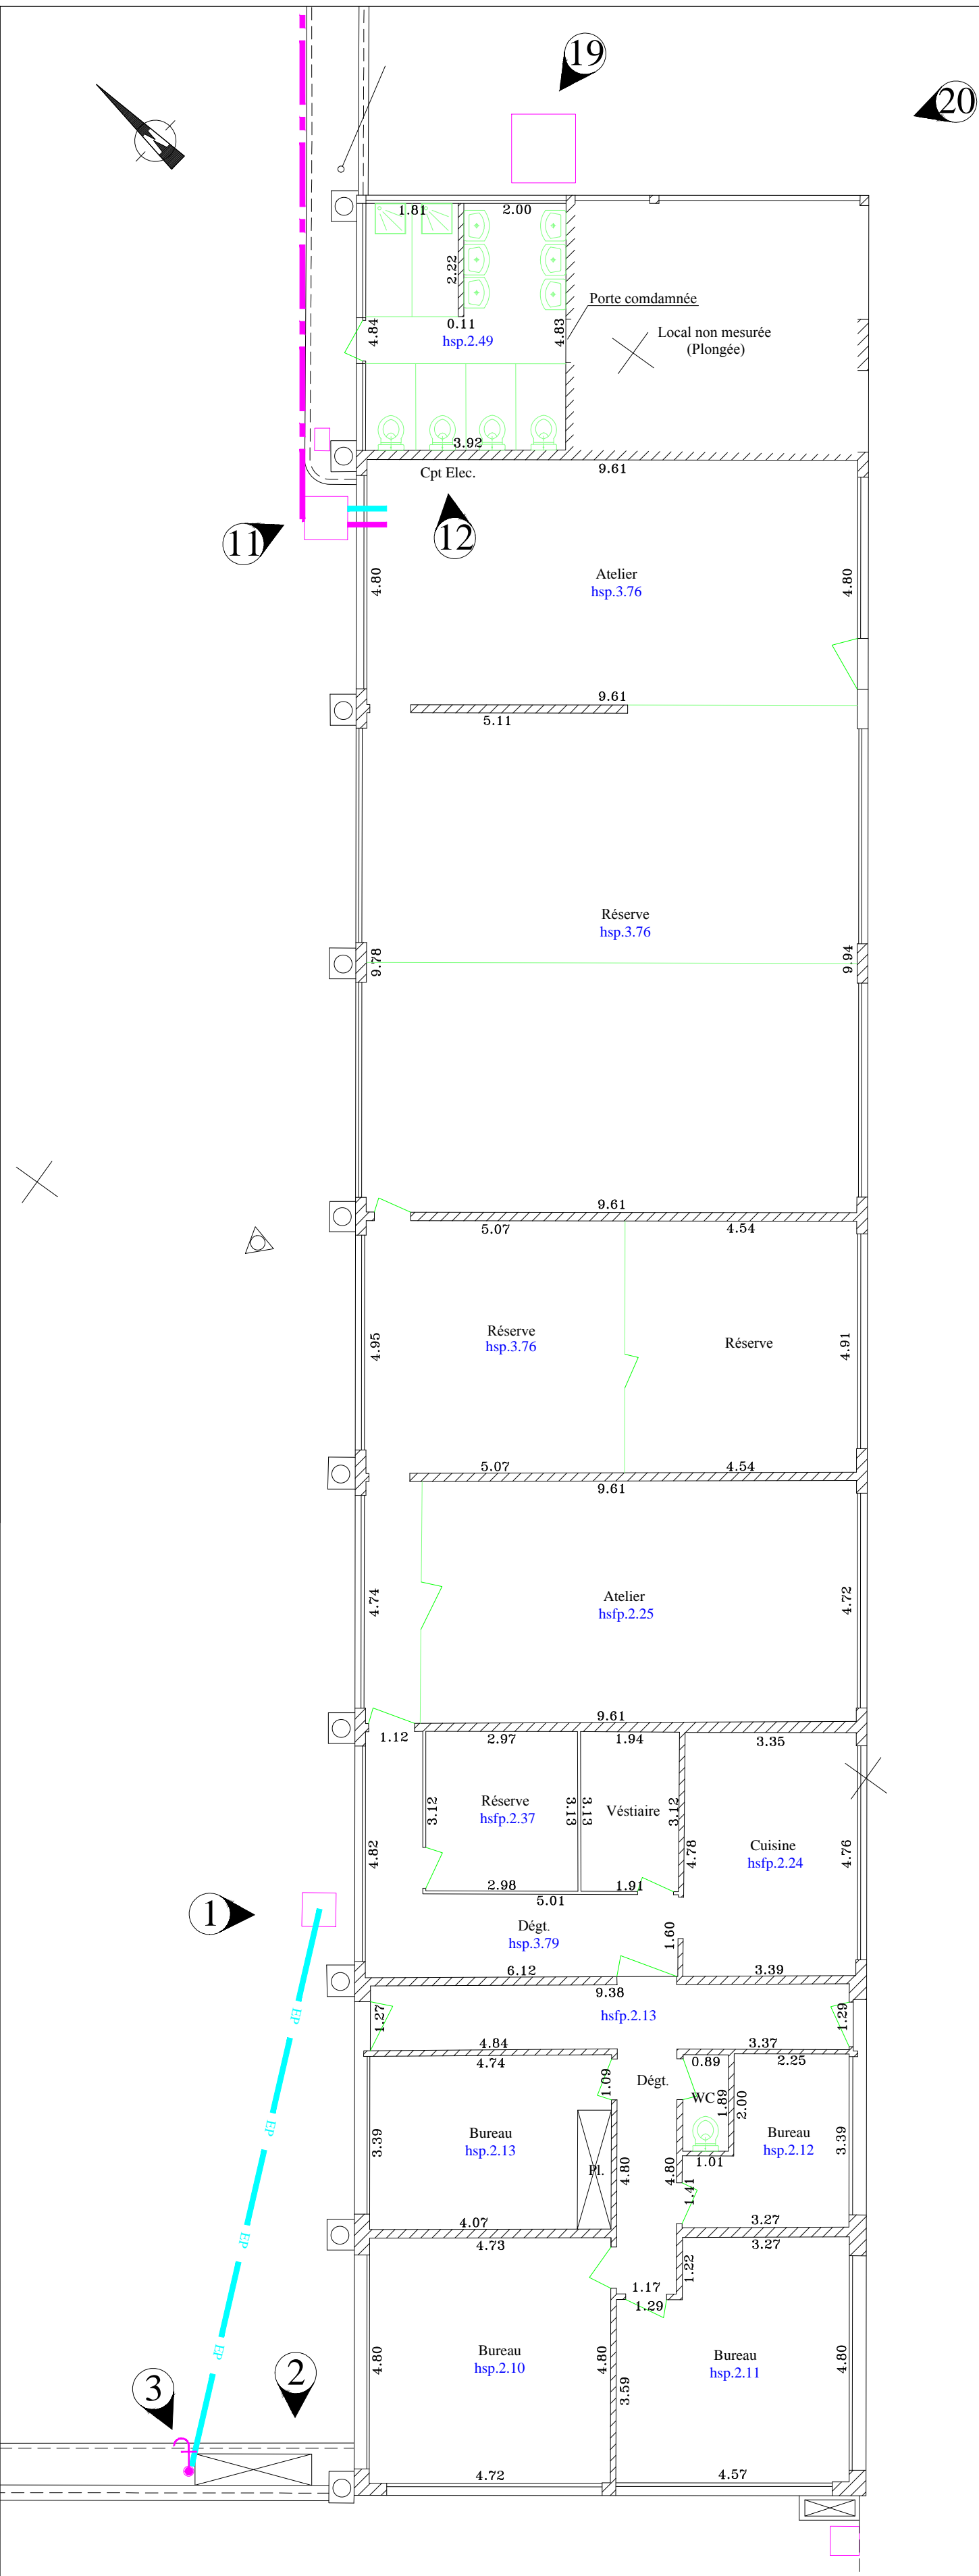 19
20
1.81
2.00
2.22
Porte comdamnée
4.84
0.11
4.83
hsp.2.49
Local non mesurée
(Plongée)
3.92
9.61
Cpt Elec.
11
12
4.80
Atelier
hsp.3.76
4.80
9.61
5.11
Réserve
hsp.3.76
9.78
9.94
9.61
5.07
4.54
4.95
Réserve
hsp.3.76
Réserve
4.91
5.07
4.54
9.61
4.74
Atelier
hsfp.2.25
4.72
9.61
1.12
2.97
1.94
3.35
3.12
Réserve
hsfp.2.37
3.13
3.13
Véstiaire
3.12
4.82
4.78
Cuisine
hsfp.2.24
4.76
2.98
1.91
5.01
1
Dégt.
hsp.3.79
1.60
6.12
3.39
9.38
EP
1.27
hsfp.2.13
1.29
4.84
3.37
4.74
1.09
Dégt.
0.89
2.25
WC
1.89
2.00
EP
3.39
Bureau
hsp.2.13
Bureau
hsp.2.12
3.39
Pl.
4.80
4.80
1.01
1.41
4.07
3.27
EP
4.73
3.27
1.22
1.17
1.29
EP
4.80
Bureau
hsp.2.10
4.80
3.59
Bureau
hsp.2.11
4.80
3
2
4.72
4.57